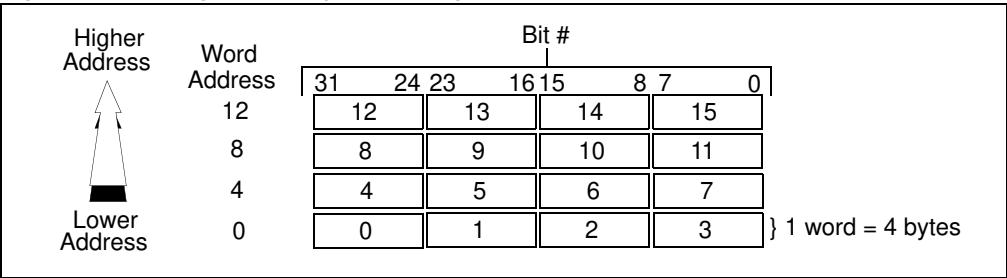 Higher
Address
Word
Address
Bit #
31 24 23 16 15 8 7 0
12 12 13 14 15
8 8 9 10 11
4 4 5 6 7
Lower
Address
0 0 1 2 3 } 1 word = 4 bytes